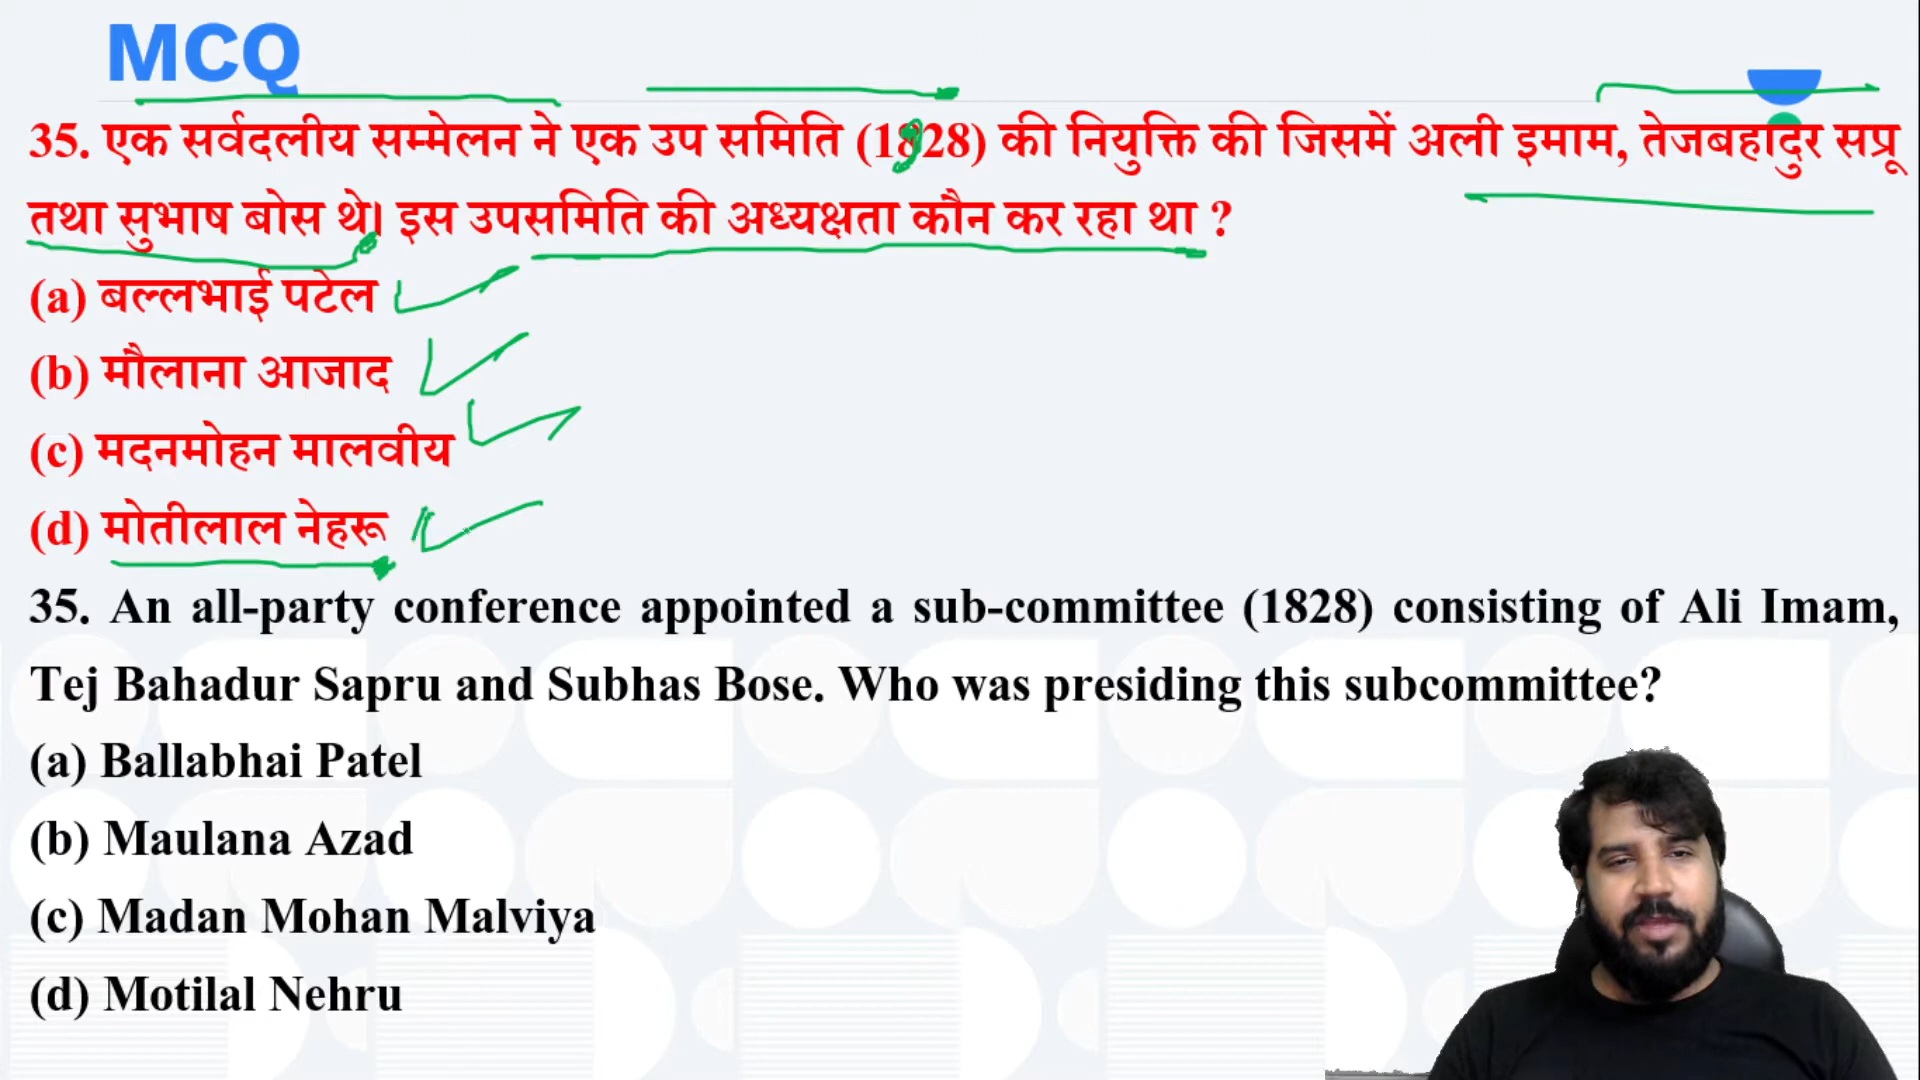 MCQ
35. एक सर्वदलीय सम्मेलन ने एक उप समिति (1928) की नियुक्ति की जिसमें अली इमाम, तेजबहादुर सप्रू
तथा सुभाष बोस थे। इस उपसमिति की अध्यक्षता कौन कर रहा था ?
(a) बल्लभाई पटेल
(b) मौलाना आजाद
(c) मदनमोहन मालवीय
(d) मोतीलाल नेहरू
35. An all-party conference appointed a sub-committee (1828) consisting of Ali Imam,
Tej Bahadur Sapru and Subhas Bose. Who was presiding this subcommittee?
(a) Ballabhai Patel
(b) Maulana Azad
(c) Madan Mohan Malviya
(d) Motilal Nehru